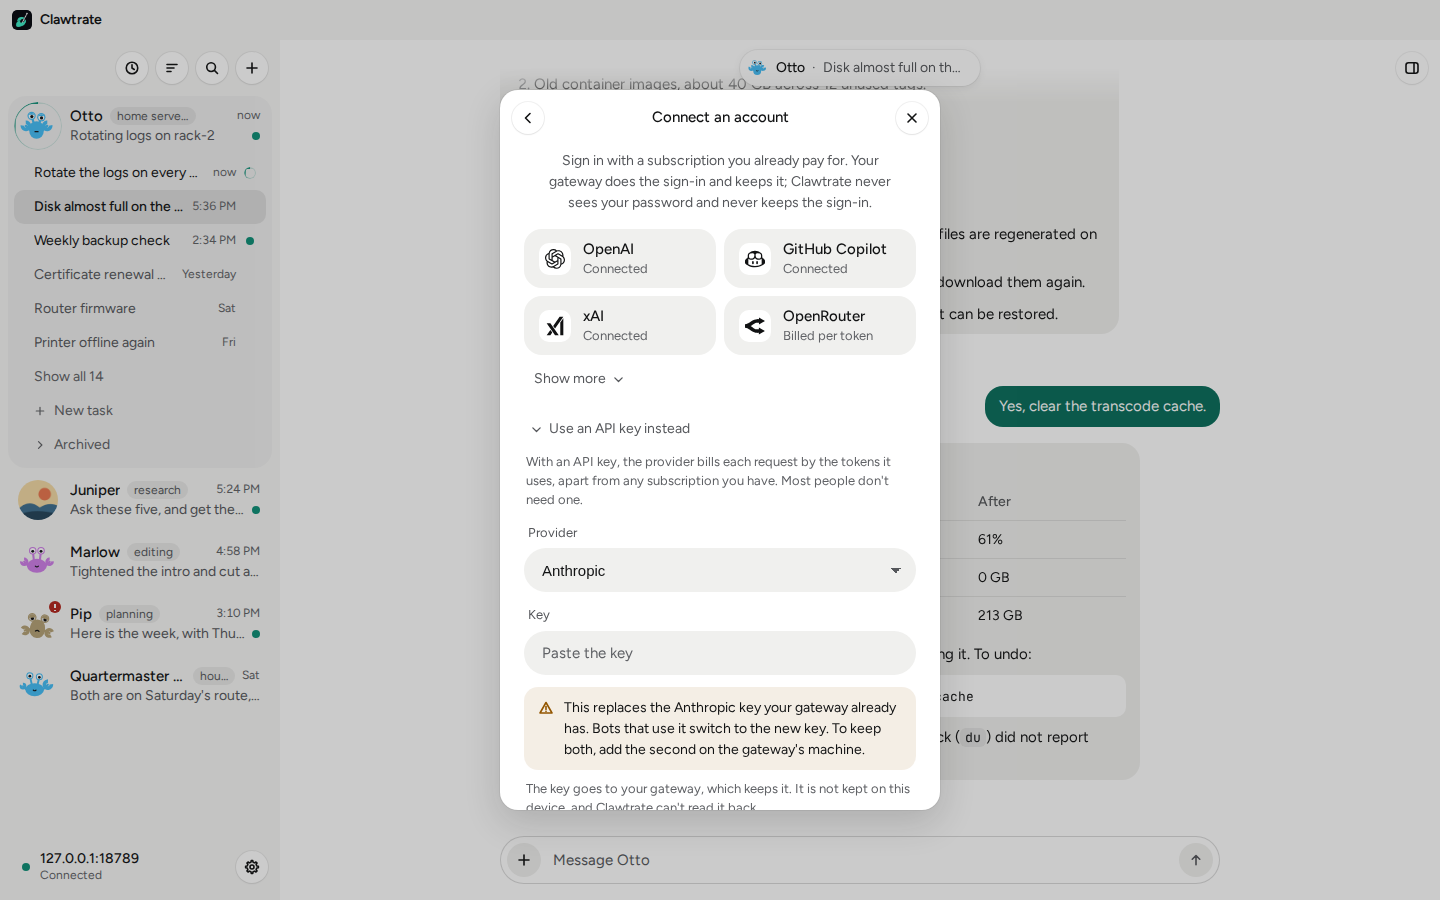 Clawtrate
Otto · Disk almost full on th...
2. Old container images, about 40 GB across 12 unused tags.
Otto home serve... now
Rotating logs on rack-2
Rotate the logs on every ... now
Disk almost full on the ... 5:36 PM
Weekly backup check 2:34 PM
Certificate renewal ... Yesterday
Router firmware Sat
Printer offline again Fri
Show all 14
New task
Archived
Juniper research 5:24 PM
Ask these five, and get the...
Marlow editing 4:58 PM
Tightened the intro and cut a...
Pip planning 3:10 PM
Here is the week, with Thu...
Quartermaster ... hou... Sat
Both are on Saturday's route,...
127.0.0.1:18789
Connected
Connect an account
Sign in with a subscription you already pay for. Your
gateway does the sign-in and keeps it; Clawtrate never
sees your password and never keeps the sign-in.
OpenAI
Connected
GitHub Copilot
Connected
xAI
Connected
OpenRouter
Billed per token
Show more
Use an API key instead
With an API key, the provider bills each request by the tokens it
uses, apart from any subscription you have. Most people don't
need one.
Provider
Anthropic
Key
Paste the key
This replaces the Anthropic key your gateway already
has. Bots that use it switch to the new key. To keep
both, add the second on the gateway's machine.
The key goes to your gateway, which keeps it. It is not kept on this
device, and Clawtrate can't read it back.
files are regenerated on
download them again.
t can be restored.
Yes, clear the transcode cache.
After
61%
0 GB
213 GB
ng it. To undo:
cache
ck ( du ) did not report
Message Otto